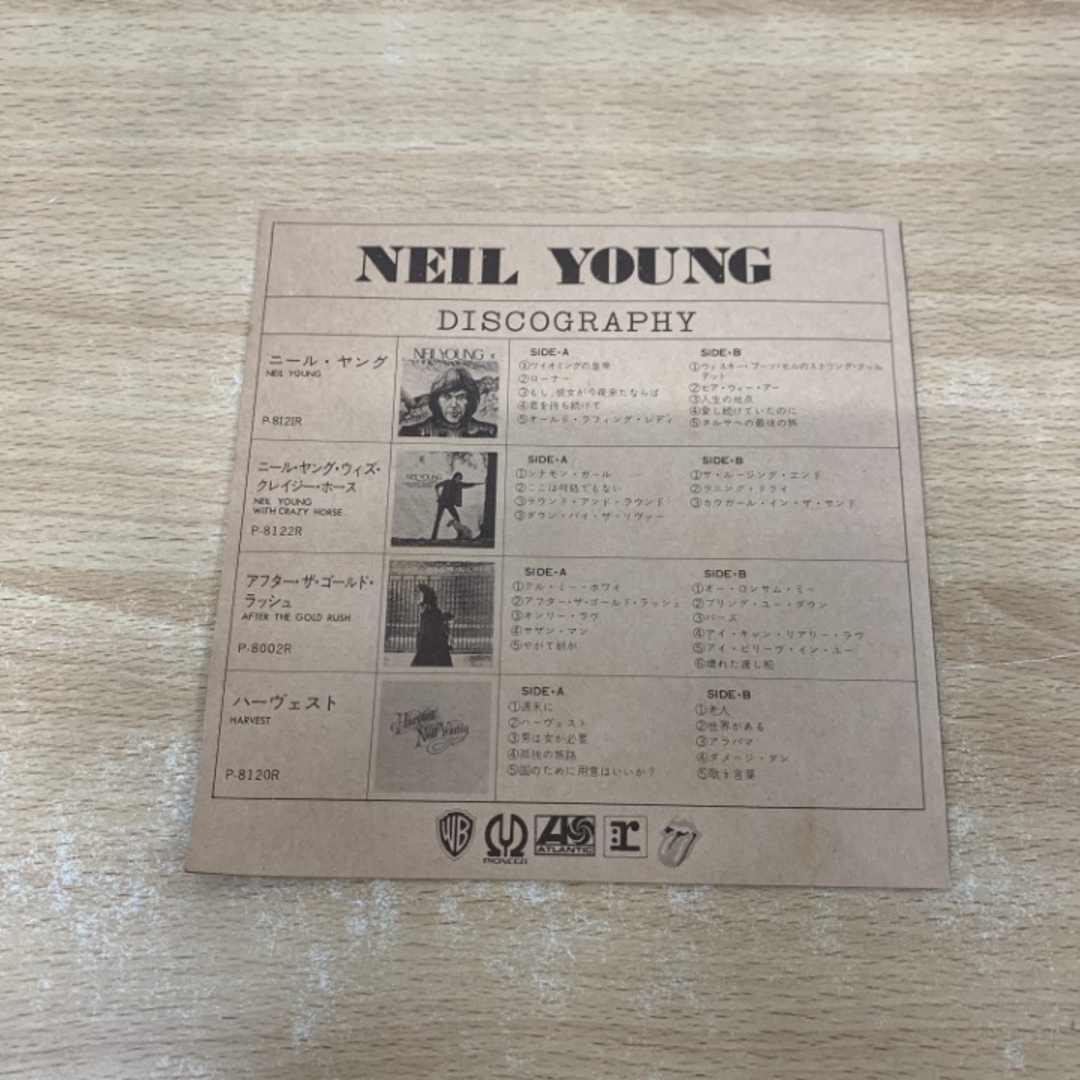 NEIL YOUNG
DISCOGRAPHY
ニール・ヤング
NEIL YOUNG
P-8121R
NEIL YOUNG
SIDE・A
①ワイオミングの皇帝
②ローナー
③もし、彼女が今夜来たならば
④君を待ち続けて
⑤オールド・ラフィング・レディ
SIDE・B
①ウィスキー・ブーツ・ヒルのストリング・クァル
テット
②ヒア・ウィー・アー
③人生の地点
④愛し続けていたのに
⑤タルサへの最後の旅
ニール・ヤング・ウィズ・
クレイジー・ホース
NEIL YOUNG
WITH CRAZY HORSE
P-8122R
NEIL YOUNG
SIDE・A
①シナモン・ガール
②ここは何処でもない
③ラウンド・アンド・ラウンド
③ダウン・バイ・ザ・リヴァー
SIDE・B
①ザ・ルージング・エンド
②ラニング・ドライ
③カウガール・イン・ザ・サンド
アフター・ザ・ゴールド・
ラッシュ
AFTER THE GOLD RUSH
P-8002R
SIDE・A
①テル・ミー・ホワイ
②アフター・ザ・ゴールド・ラッシュ
③オンリー・ラヴ
④サザン・マン
⑤やがて朝が
SIDE・B
①オー・ロンサム・ミー
②ブリング・ユー・ダウン
③バーズ
④アイ・キャン・リアリー・ラヴ
⑤アイ・ビリーヴ・イン・ユー
⑥壊れた渡し船
ハーヴェスト
HARVEST
P-8120R
Harvest
Neil Young
SIDE・A
①週末に
②ハーヴェスト
③男は女が必要
④孤独の旅路
⑤国のために用意はいいか？
SIDE・B
①老人
②世界がある
③アラバマ
④ダメージ・ダン
⑤歌う言葉
WB
PIONEER
ATLANTIC
:r